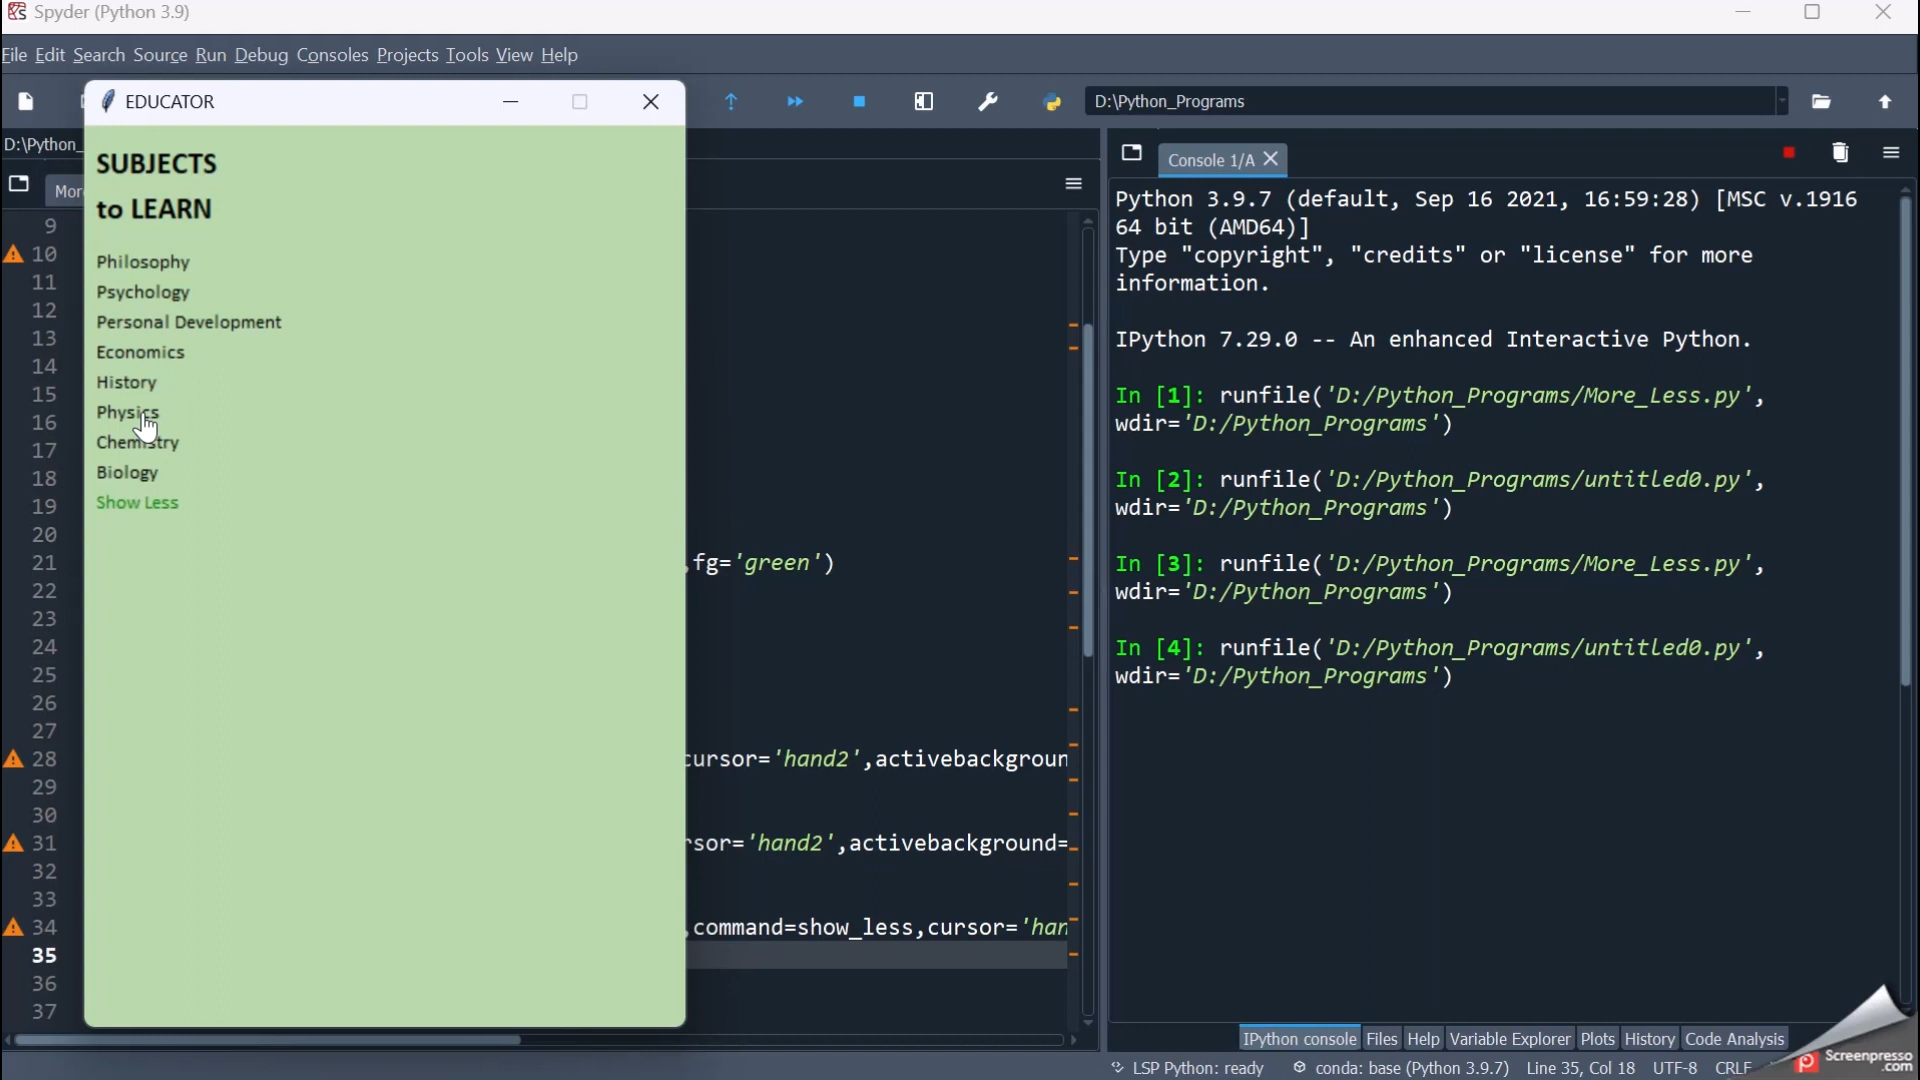 Spyder (Python 3.9)
File Edit Search Source Run Debug Consoles Projects Tools View Help
EDUCATOR
D:\Python_Programs
D:\Python_
Console 1/A
SUBJECTS
to LEARN
Philosophy
Psychology
Personal Development
Economics
History
Physics
Chemistry
Biology
Show Less
9
10
11
12
13
14
15
16
17
18
19
20
21 ,fg='green')
22
23
24
25
26
27
28 cursor='hand2',activebackgroun
29
30
31 rsor='hand2',activebackground=
32
33
34 ,command=show_less,cursor='han
35
36
37
Python 3.9.7 (default, Sep 16 2021, 16:59:28) [MSC v.1916
64 bit (AMD64)]
Type "copyright", "credits" or "license" for more
information.
IPython 7.29.0 -- An enhanced Interactive Python.
In [1]: runfile('D:/Python_Programs/More_Less.py',
wdir='D:/Python_Programs')
In [2]: runfile('D:/Python_Programs/untitled0.py',
wdir='D:/Python_Programs')
In [3]: runfile('D:/Python_Programs/More_Less.py',
wdir='D:/Python_Programs')
In [4]: runfile('D:/Python_Programs/untitled0.py',
wdir='D:/Python_Programs')
IPython console Files Help Variable Explorer Plots History Code Analysis
LSP Python: ready conda: base (Python 3.9.7) Line 35, Col 18 UTF-8 CRLF
Screenpresso
.com